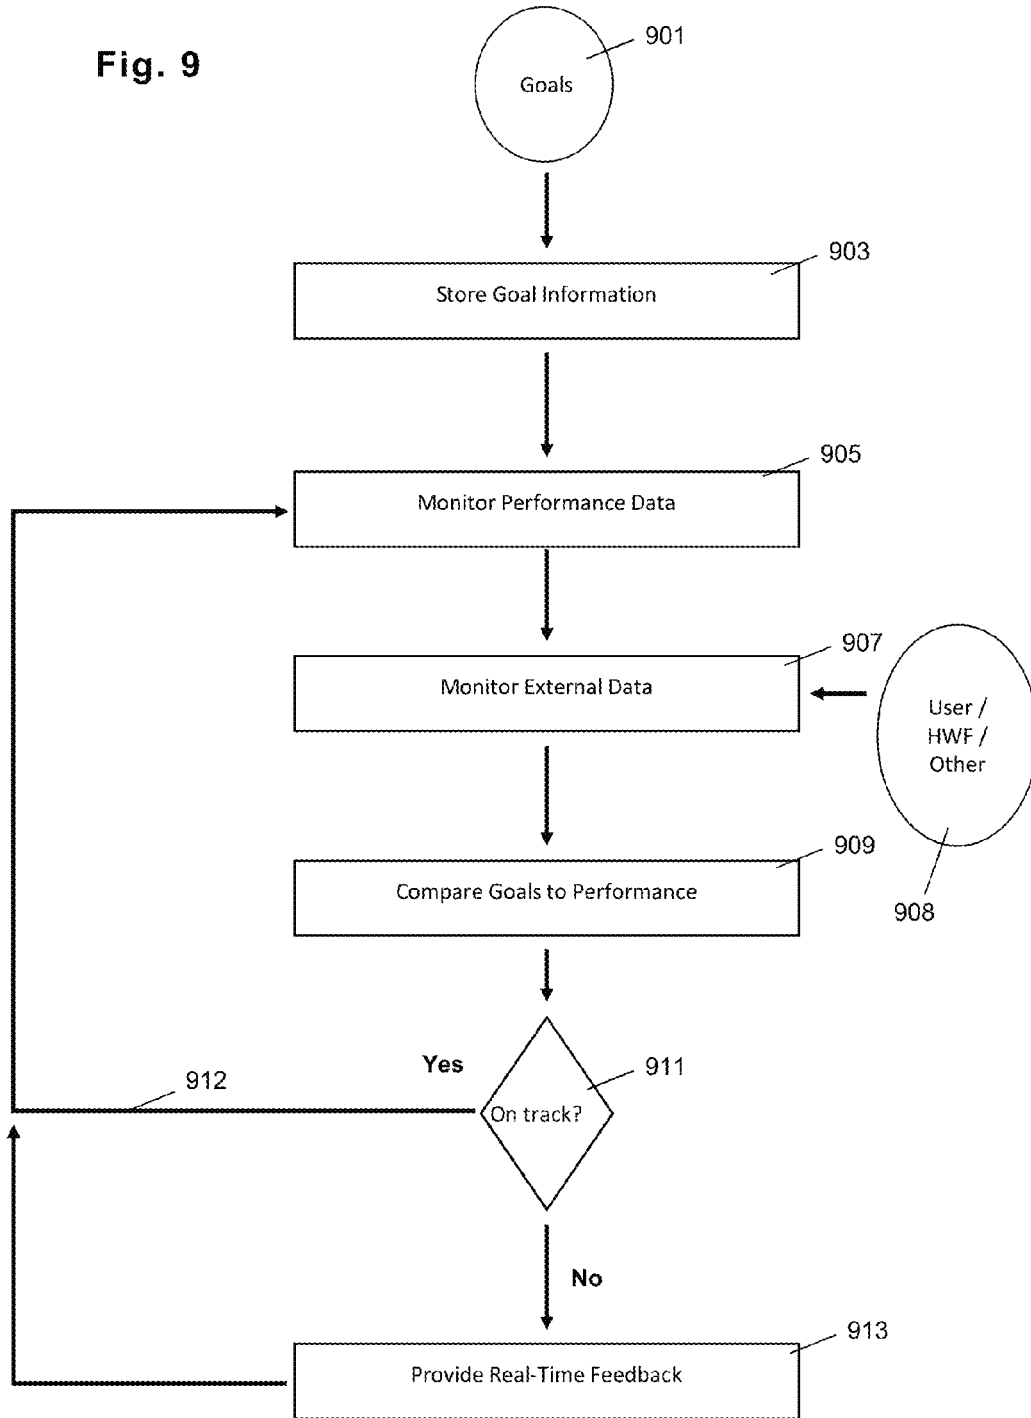 Fig. 9
901
Goals
903
Store Goal Information
905
Monitor Performance Data
907
Monitor External Data
User /
HWF /
Other
908
909
Compare Goals to Performance
Yes
911
912
On track?
No
913
Provide Real-Time Feedback